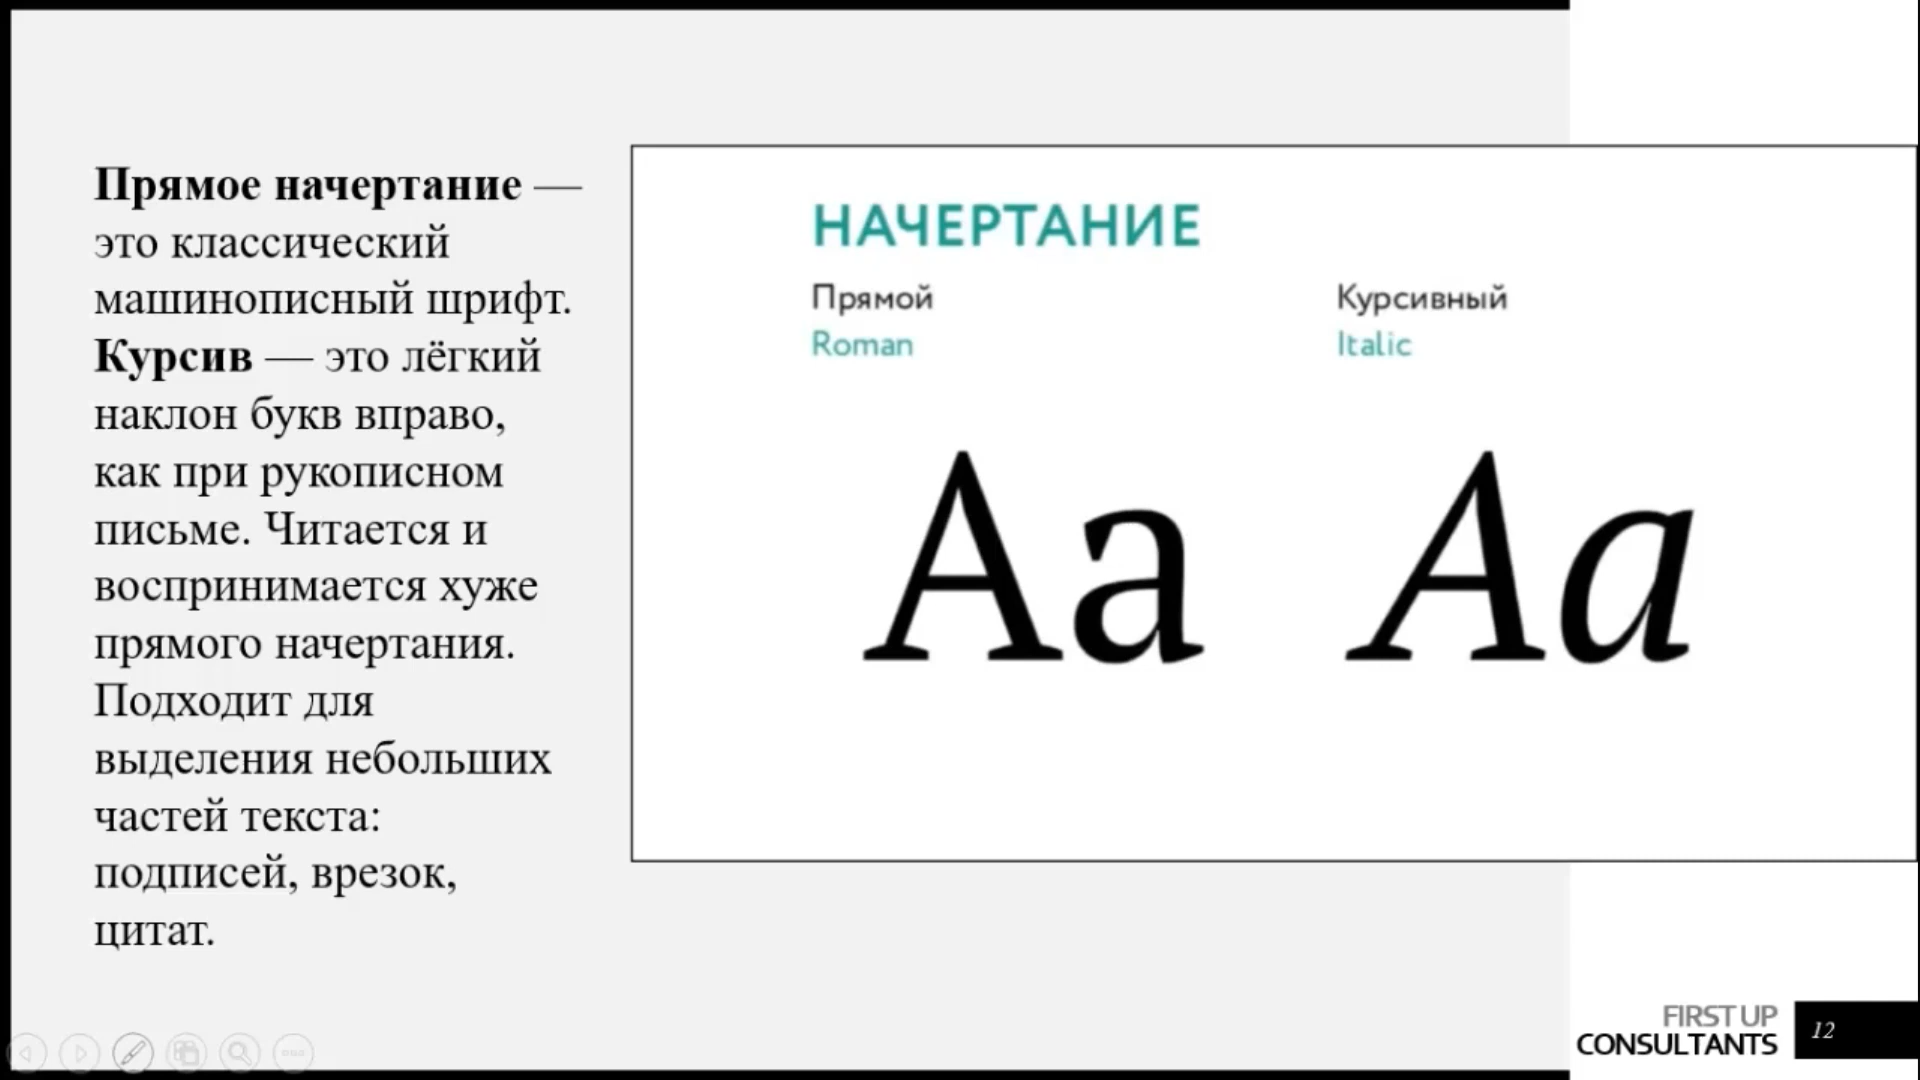 Прямое начертание —
это классический
машинописный шрифт.
Курсив — это лёгкий
наклон букв вправо,
как при рукописном
письме. Читается и
воспринимается хуже
прямого начертания.
Подходит для
выделения небольших
частей текста:
подписей, врезок,
цитат.
НАЧЕРТАНИЕ
Прямой
Roman
Курсивный
Italic
Aa
Aa
FIRST UP
CONSULTANTS
12